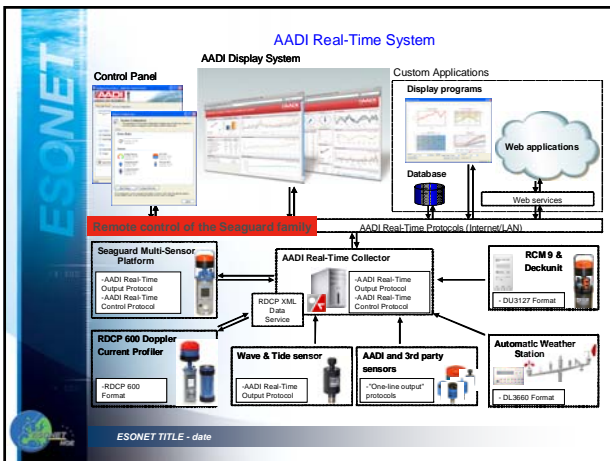 ESONET
AADI Real-Time System
AADI Display System
Control Panel
AADI
Custom Applications
Display programs
Web applications
Database
Web services
Remote control of the Seaguard family
AADI Real-Time Protocols (Internet/LAN)
Seaguard Multi-Sensor
Platform
-AADI Real-Time
Output Protocol
-AADI Real-Time
Control Protocol
AADI Real-Time Collector
-AADI Real-Time
Output Protocol
-AADI Real-Time
Control Protocol
RDCP XML
Data
Service
RCM 9 &
Deckunit
- DU3127 Format
RDCP 600 Doppler
Current Profiler
-RDCP 600
Format
Wave & Tide sensor
-AADI Real-Time
Output Protocol
AADI and 3rd party
sensors
-"One-line output"
protocols
Automatic Weather
Station
- DL3660 Format
ESONET
NOE
ESONET TITLE - date